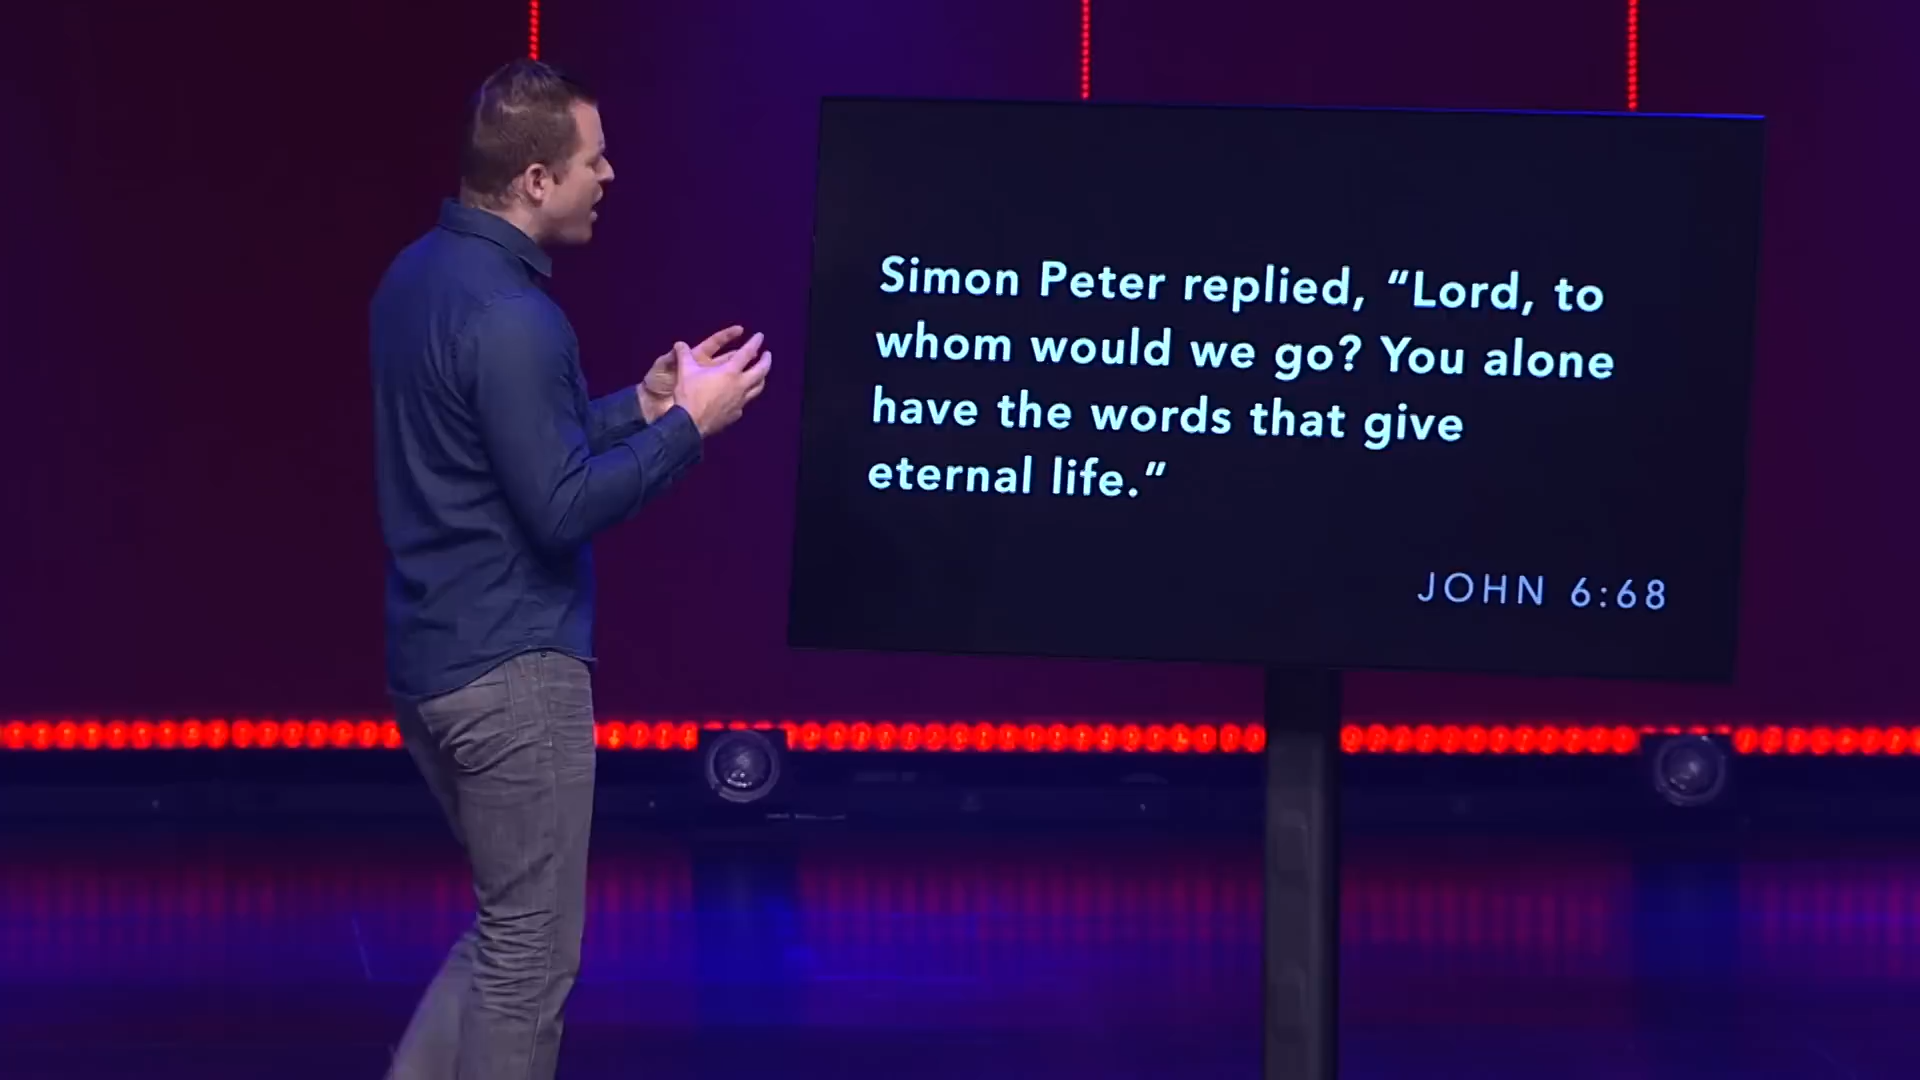 Simon Peter replied, “Lord, to
whom would we go? You alone
have the words that give
eternal life.”
JOHN 6:68